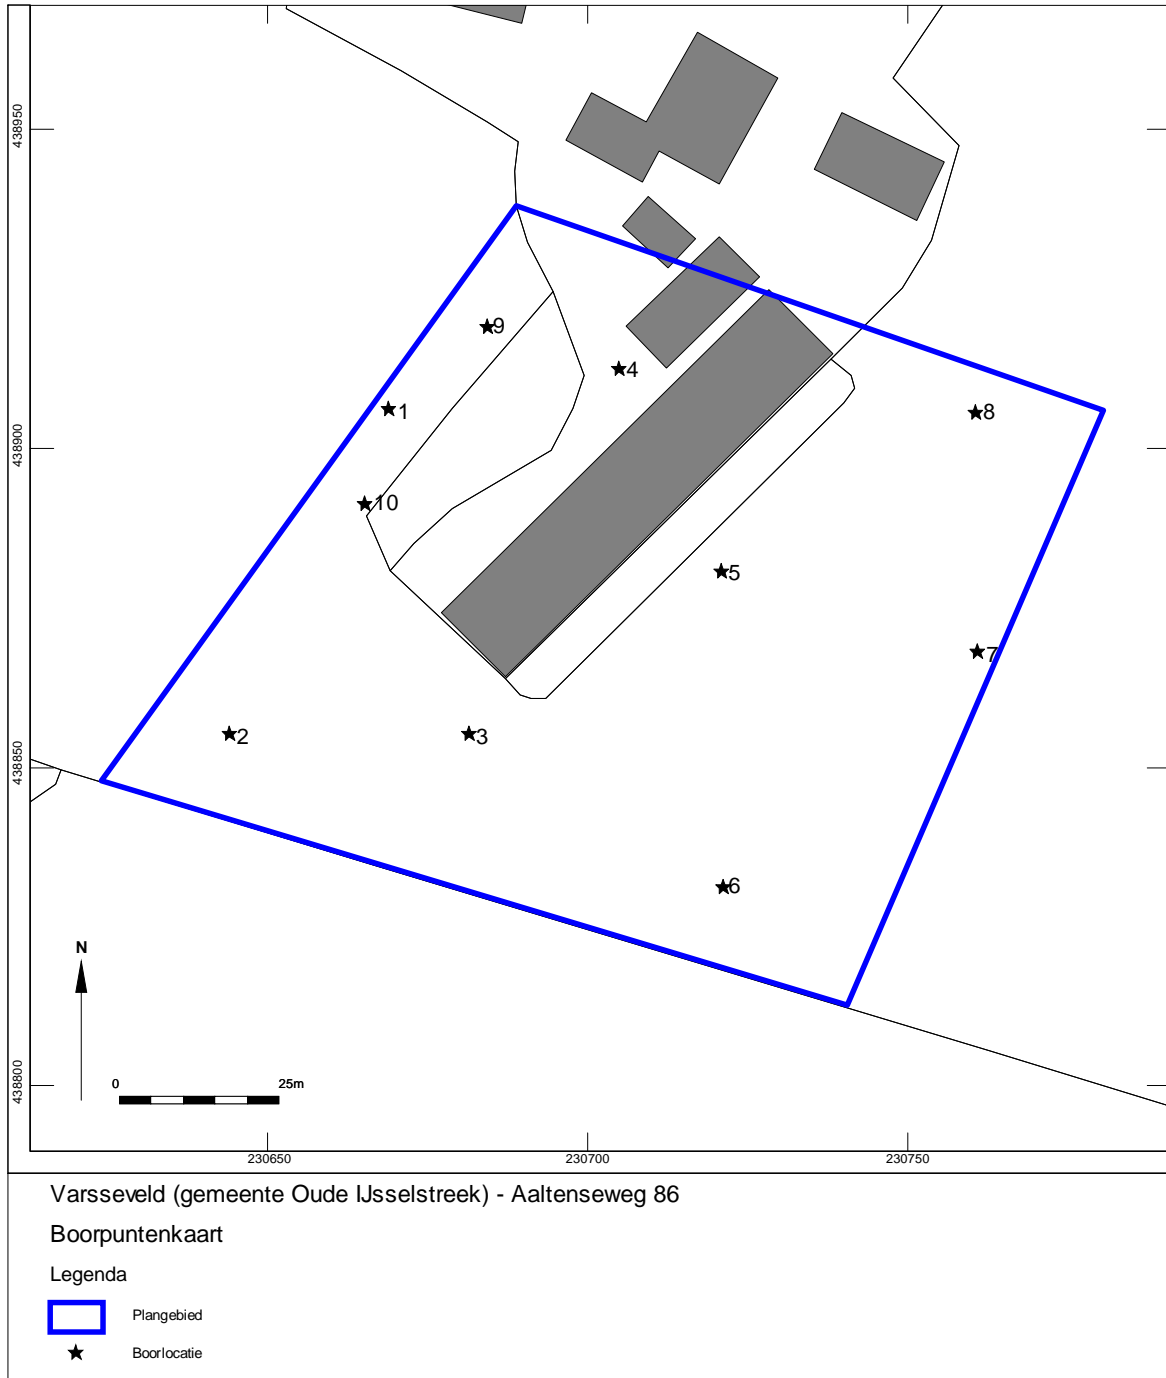 438950
9
4
1
8
438900
10
5
7
2
3
438850
6
N
0 25m
438800
230650 230700 230750
Varsseveld (gemeente Oude IJsselstreek) - Aaltenseweg 86
Boorpuntenkaart
Legenda
Plangebied
Boorlocatie